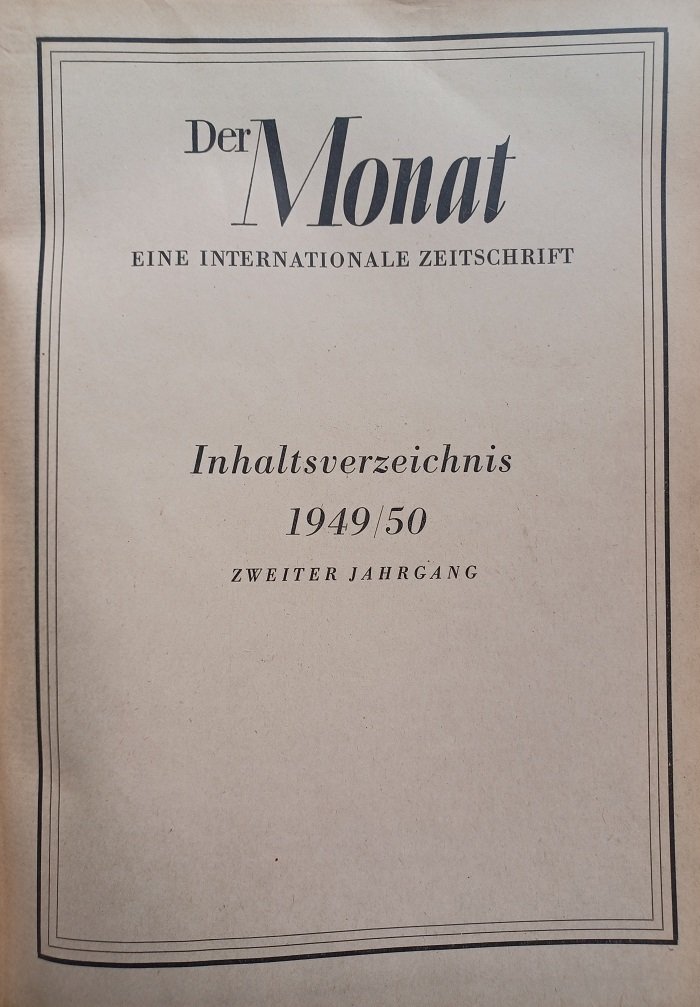 Der Monat
EINE INTERNATIONALE ZEITSCHRIFT
Inhaltsverzeichnis
1949/50
ZWEITER JAHRGANG